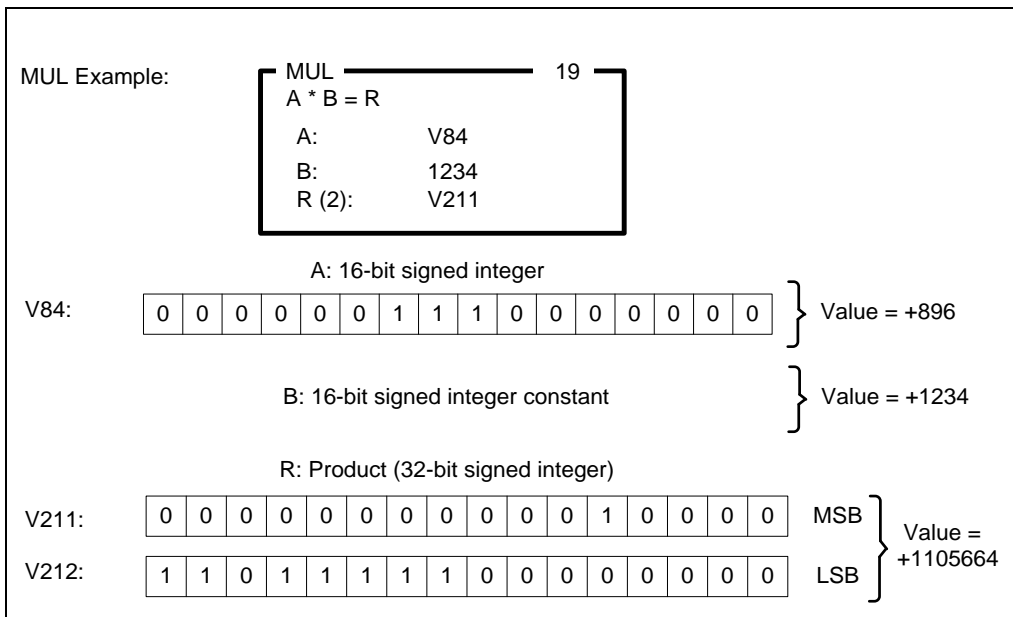 MUL Example:
MUL 19
A * B = R
A: V84
B: 1234
R (2): V211
A: 16-bit signed integer
V84: 0 0 0 0 0 0 1 1 1 0 0 0 0 0 0 0 Value = +896
B: 16-bit signed integer constant Value = +1234
R: Product (32-bit signed integer)
V211: 0 0 0 0 0 0 0 0 0 0 0 1 0 0 0 0 MSB
V212: 1 1 0 1 1 1 1 1 0 0 0 0 0 0 0 0 LSB
Value =
+1105664